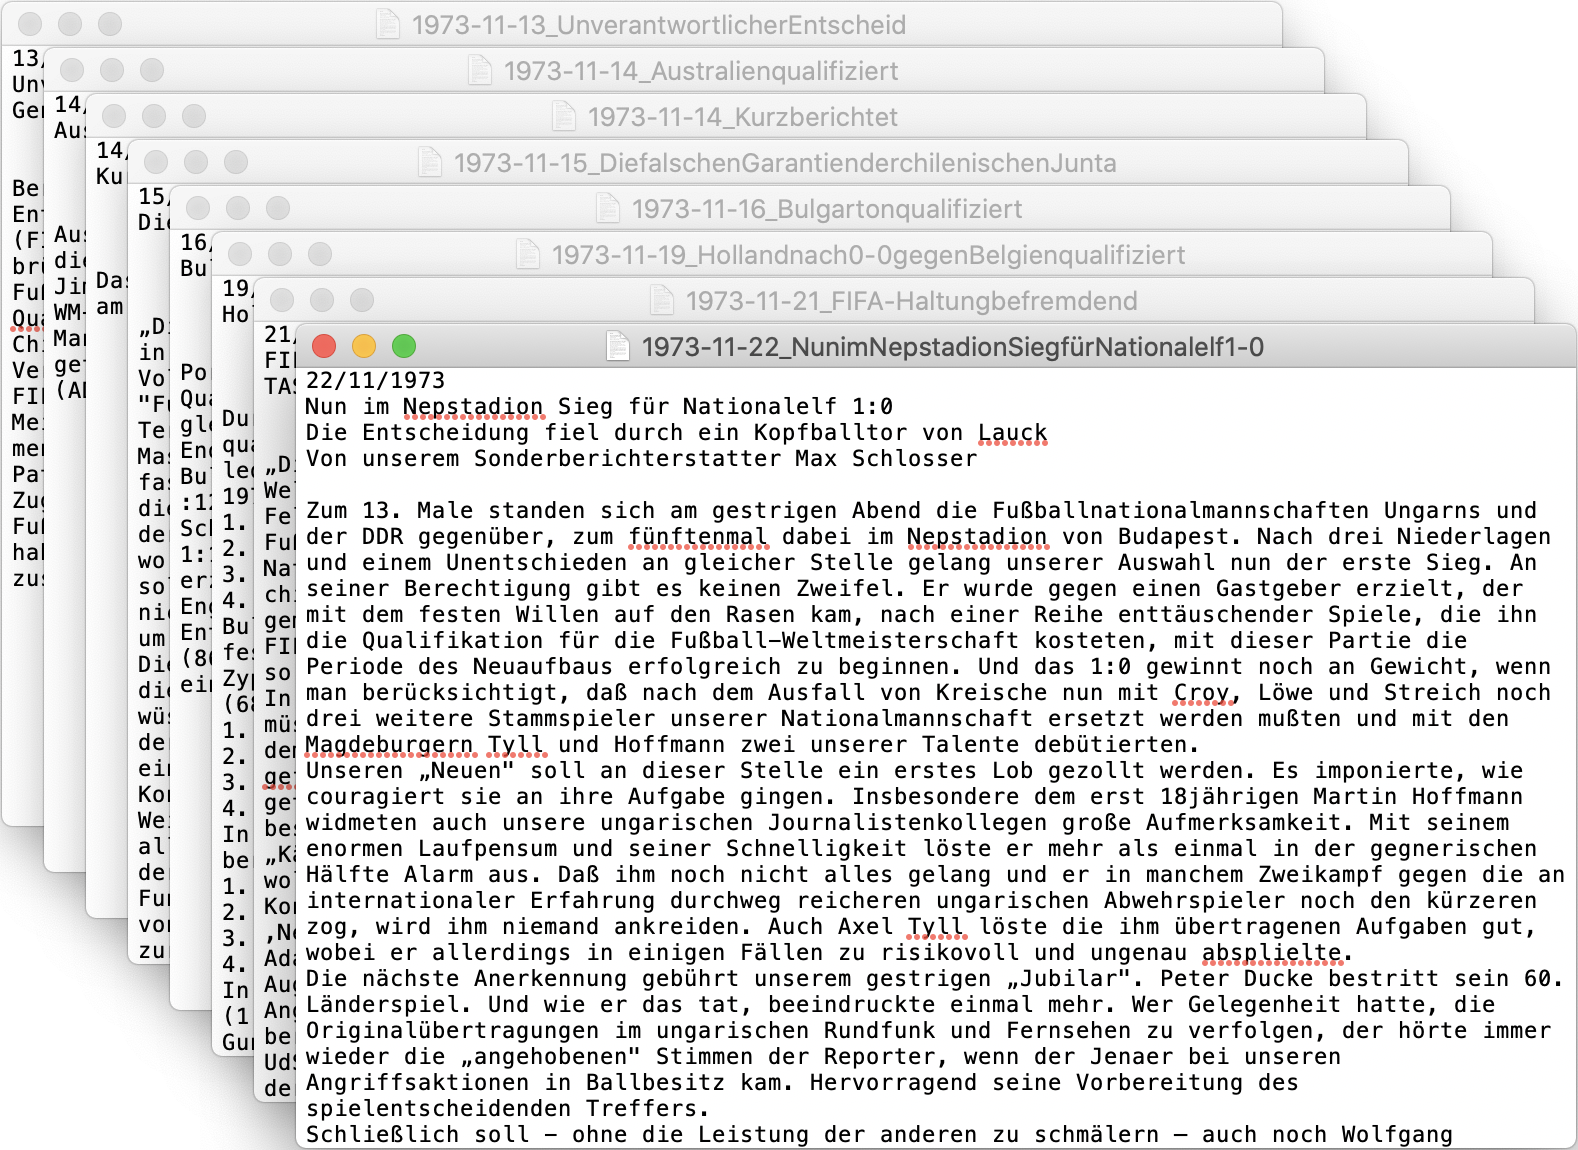 1973-11-13_UnverantwortlicherEntscheid
1973-11-14_Australienqualifiziert
1973-11-14_Kurzberichtet
1973-11-15_DiefalschenGarantienderchilenischenJunta
1973-11-16_Bulgartonqualifiziert
1973-11-19_Hollandnach0-0gegenBelgienqualifiziert
1973-11-21_FIFA-Haltungbefremdend
1973-11-22_NunimNepstadionSiegfürNationalelf1-0
22/11/1973
Nun im Nepstadion Sieg für Nationalelf 1:0
Die Entscheidung fiel durch ein Kopfballtor von Lauck
Von unserem Sonderberichterstatter Max Schlosser
Zum 13. Male standen sich am gestrigen Abend die Fußballnationalmannschaften Ungarns und
der DDR gegenüber, zum fünftenmal dabei im Nepstadion von Budapest. Nach drei Niederlagen
und einem Unentschieden an gleicher Stelle gelang unserer Auswahl nun der erste Sieg. An
seiner Berechtigung gibt es keinen Zweifel. Er wurde gegen einen Gastgeber erzielt, der
mit dem festen Willen auf den Rasen kam, nach einer Reihe enttäuschender Spiele, die ihn
die Qualifikation für die Fußball-Weltmeisterschaft kosteten, mit dieser Partie die
Periode des Neuaufbaus erfolgreich zu beginnen. Und das 1:0 gewinnt noch an Gewicht, wenn
man berücksichtigt, daß nach dem Ausfall von Kreische nun mit Croy, Löwe und Streich noch
drei weitere Stammspieler unserer Nationalmannschaft ersetzt werden mußten und mit den
Magdeburgern Tyll und Hoffmann zwei unserer Talente debütierten.
Unseren „Neuen" soll an dieser Stelle ein erstes Lob gezollt werden. Es imponierte, wie
couragiert sie an ihre Aufgabe gingen. Insbesondere dem erst 18jährigen Martin Hoffmann
widmeten auch unsere ungarischen Journalistenkollegen große Aufmerksamkeit. Mit seinem
enormen Laufpensum und seiner Schnelligkeit löste er mehr als einmal in der gegnerischen
Hälfte Alarm aus. Daß ihm noch nicht alles gelang und er in manchem Zweikampf gegen die an
internationaler Erfahrung durchweg reicheren ungarischen Abwehrspieler noch den kürzeren
zog, wird ihm niemand ankreiden. Auch Axel Tyll löste die ihm übertragenen Aufgaben gut,
wobei er allerdings in einigen Fällen zu risikovoll und ungenau absplielte.
Die nächste Anerkennung gebührt unserem gestrigen „Jubilar". Peter Ducke bestritt sein 60.
Länderspiel. Und wie er das tat, beeindruckte einmal mehr. Wer Gelegenheit hatte, die
Originalübertragungen im ungarischen Rundfunk und Fernsehen zu verfolgen, der hörte immer
wieder die „angehobenen" Stimmen der Reporter, wenn der Jenaer bei unseren
Angriffsaktionen in Ballbesitz kam. Hervorragend seine Vorbereitung des
spielentscheidenden Treffers.
Schließlich soll – ohne die Leistung der anderen zu schmälern – auch noch Wolfgang